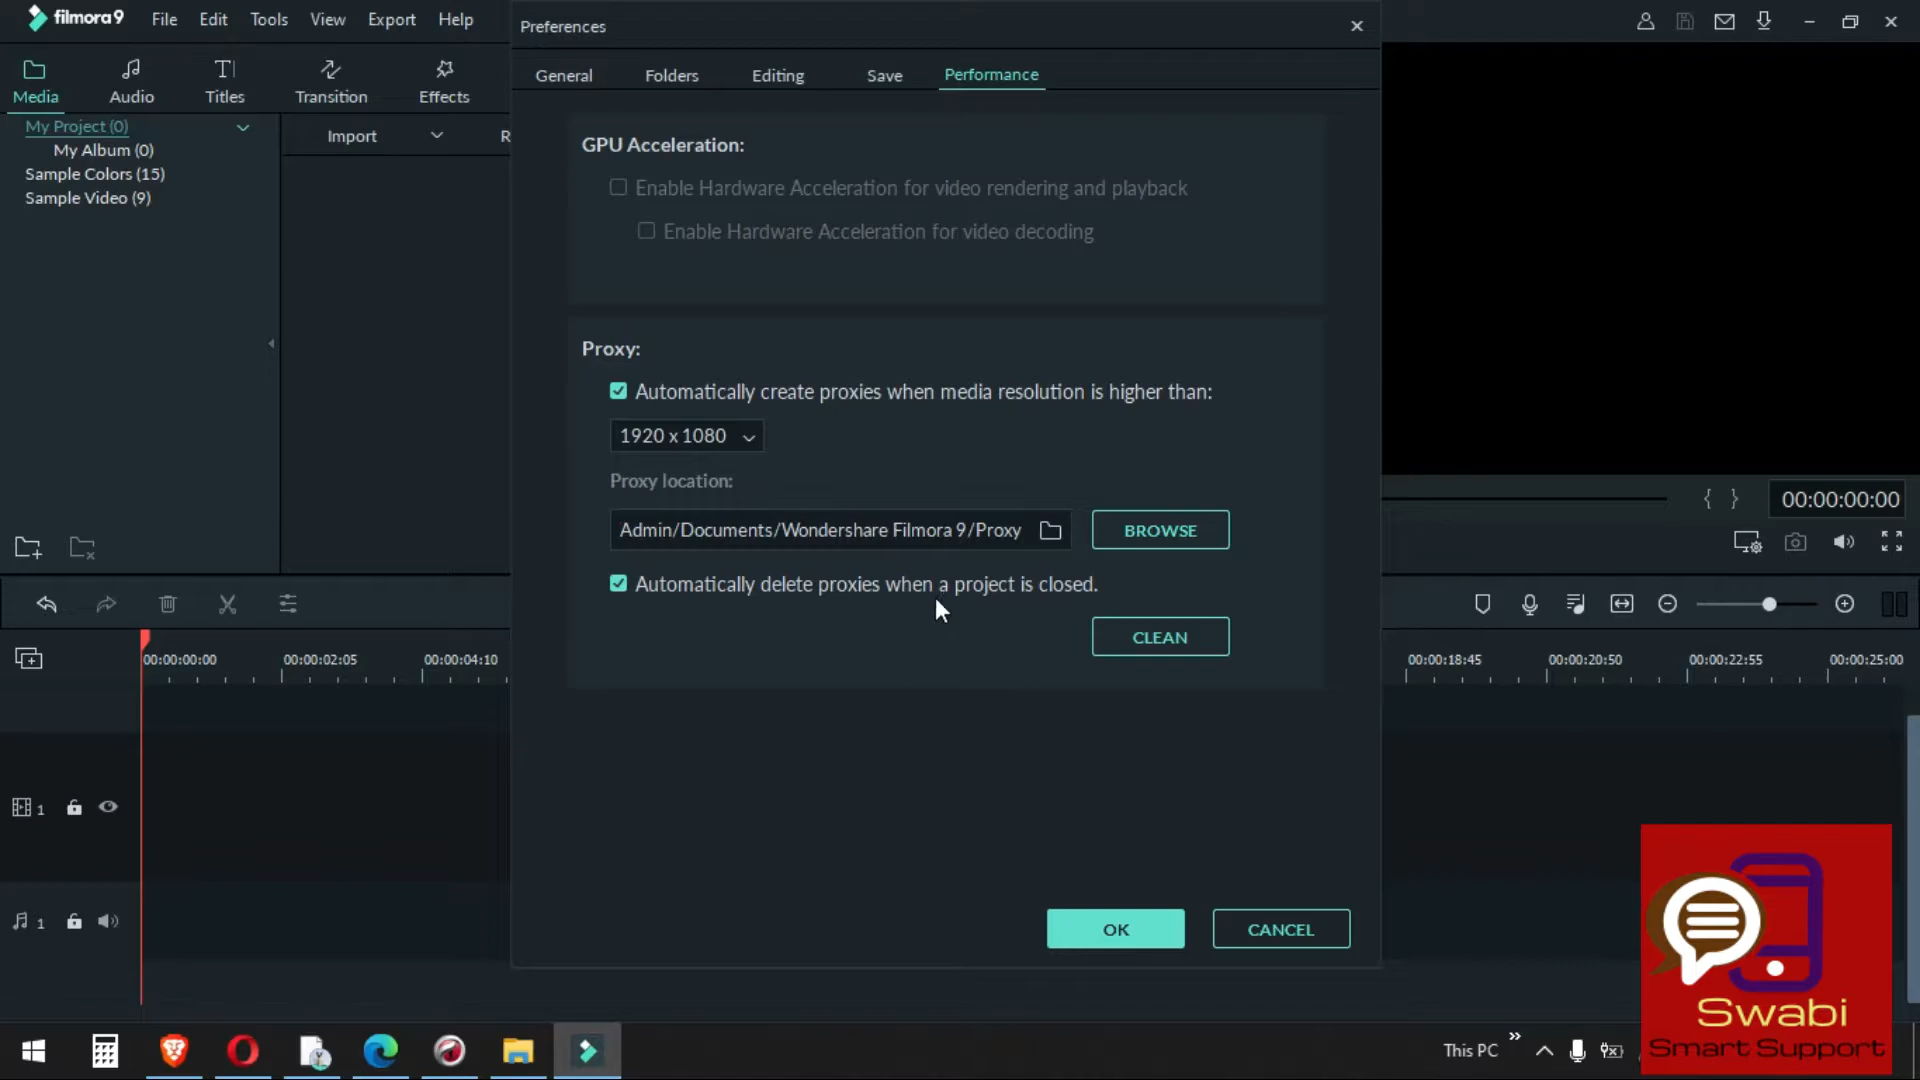 filmora9 File Edit Tools View Export Help
Preferences
General Folders Editing Save Performance
Media Audio Titles Transition Effects
My Project (0)
My Album (0)
Sample Colors (15)
Sample Video (9)
Import R
GPU Acceleration:
Enable Hardware Acceleration for video rendering and playback
Enable Hardware Acceleration for video decoding
Proxy:
Automatically create proxies when media resolution is higher than:
1920 x 1080
Proxy location:
Admin/Documents/Wondershare Filmora 9/Proxy BROWSE
Automatically delete proxies when a project is closed.
CLEAN
OK CANCEL
{ } 00:00:00:00
00:00:00:00 00:00:02:05 00:00:04:10 00:00:18:45 00:00:20:50 00:00:22:55 00:00:25:00
1
1
This PC
Swabi
Smart Support